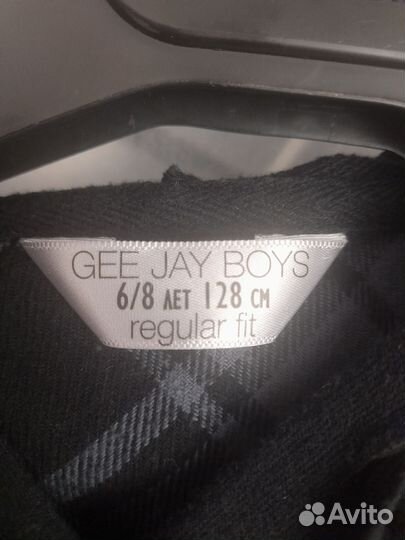 GEE JAY BOYS
6/8 ЛЕТ 128 СМ
regular fit
Avito